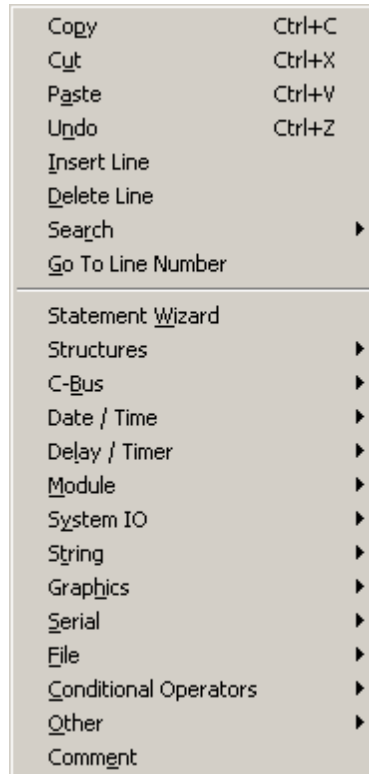 Copy Ctrl+C
Cut Ctrl+X
Paste Ctrl+V
Undo Ctrl+Z
Insert Line
Delete Line
Search
Go To Line Number
Statement Wizard
Structures
C-Bus
Date / Time
Delay / Timer
Module
System IO
String
Graphics
Serial
File
Conditional Operators
Other
Comment